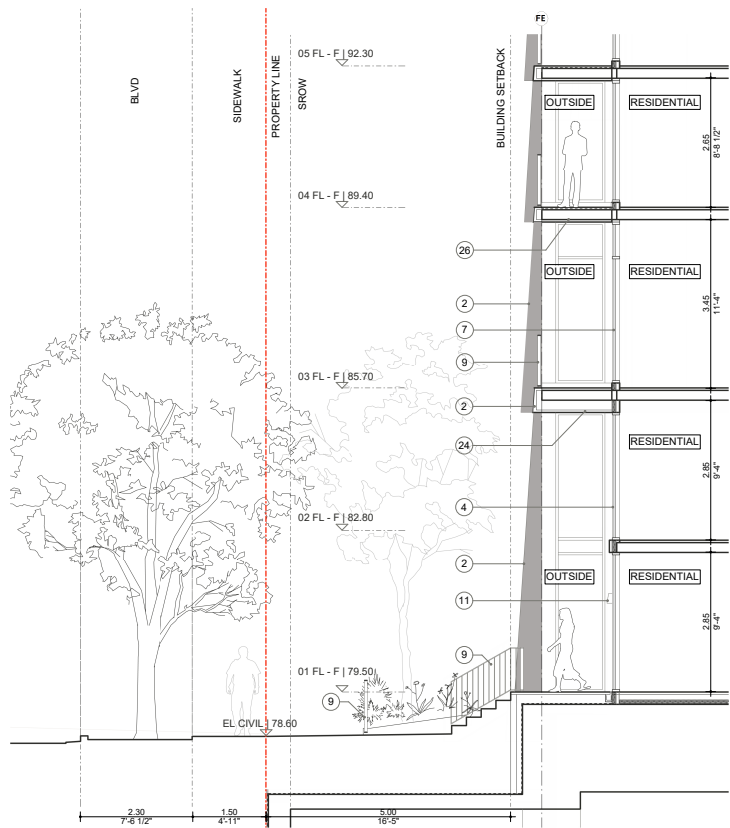 FE
05 FL - F | 92.30
BLVD
SIDEWALK
PROPERTY LINE
SROW
BUILDING SETBACK
OUTSIDE
RESIDENTIAL
2.65
8'-8 1/2"
04 FL - F | 89.40
26
OUTSIDE
RESIDENTIAL
2
3.45
11'-4"
7
9
03 FL - F | 85.70
2
24
RESIDENTIAL
2.85
9'-4"
4
02 FL - F | 82.80
2
OUTSIDE
RESIDENTIAL
11
2.85
9'-4"
9
01 FL - F | 79.50
9
EL CIVIL | 78.60
2.30
7'-6 1/2"
1.50
4'-11"
5.00
16'-5"